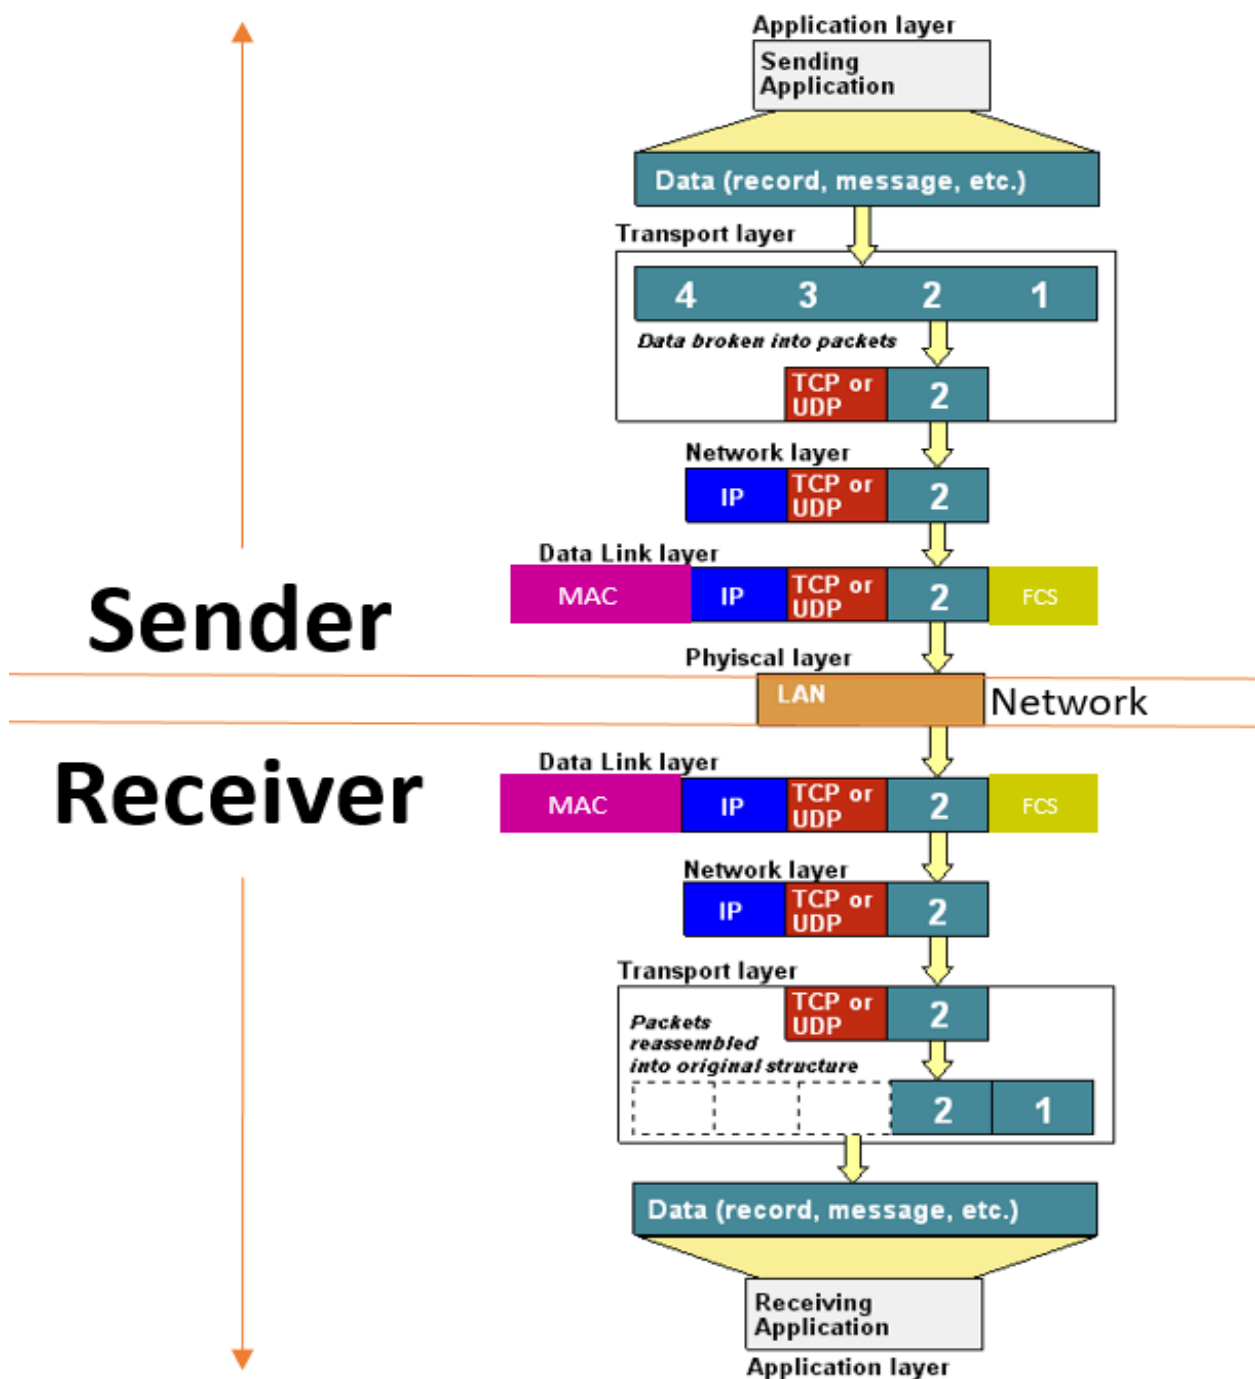 Application layer
Sending
Application
Data (record, message, etc.)
Transport layer
4 3 2 1
Data broken into packets
TCP or
UDP
2
Network layer
IP
TCP or
UDP
2
Data Link layer
MAC
IP
TCP or
UDP
2
FCS
Sender
Phyiscal layer
LAN
Network
Receiver
Data Link layer
MAC
IP
TCP or
UDP
2
FCS
Network layer
IP
TCP or
UDP
2
Transport layer
TCP or
UDP
2
Packets
reassembled
into original structure
2 1
Data (record, message, etc.)
Receiving
Application
Application layer